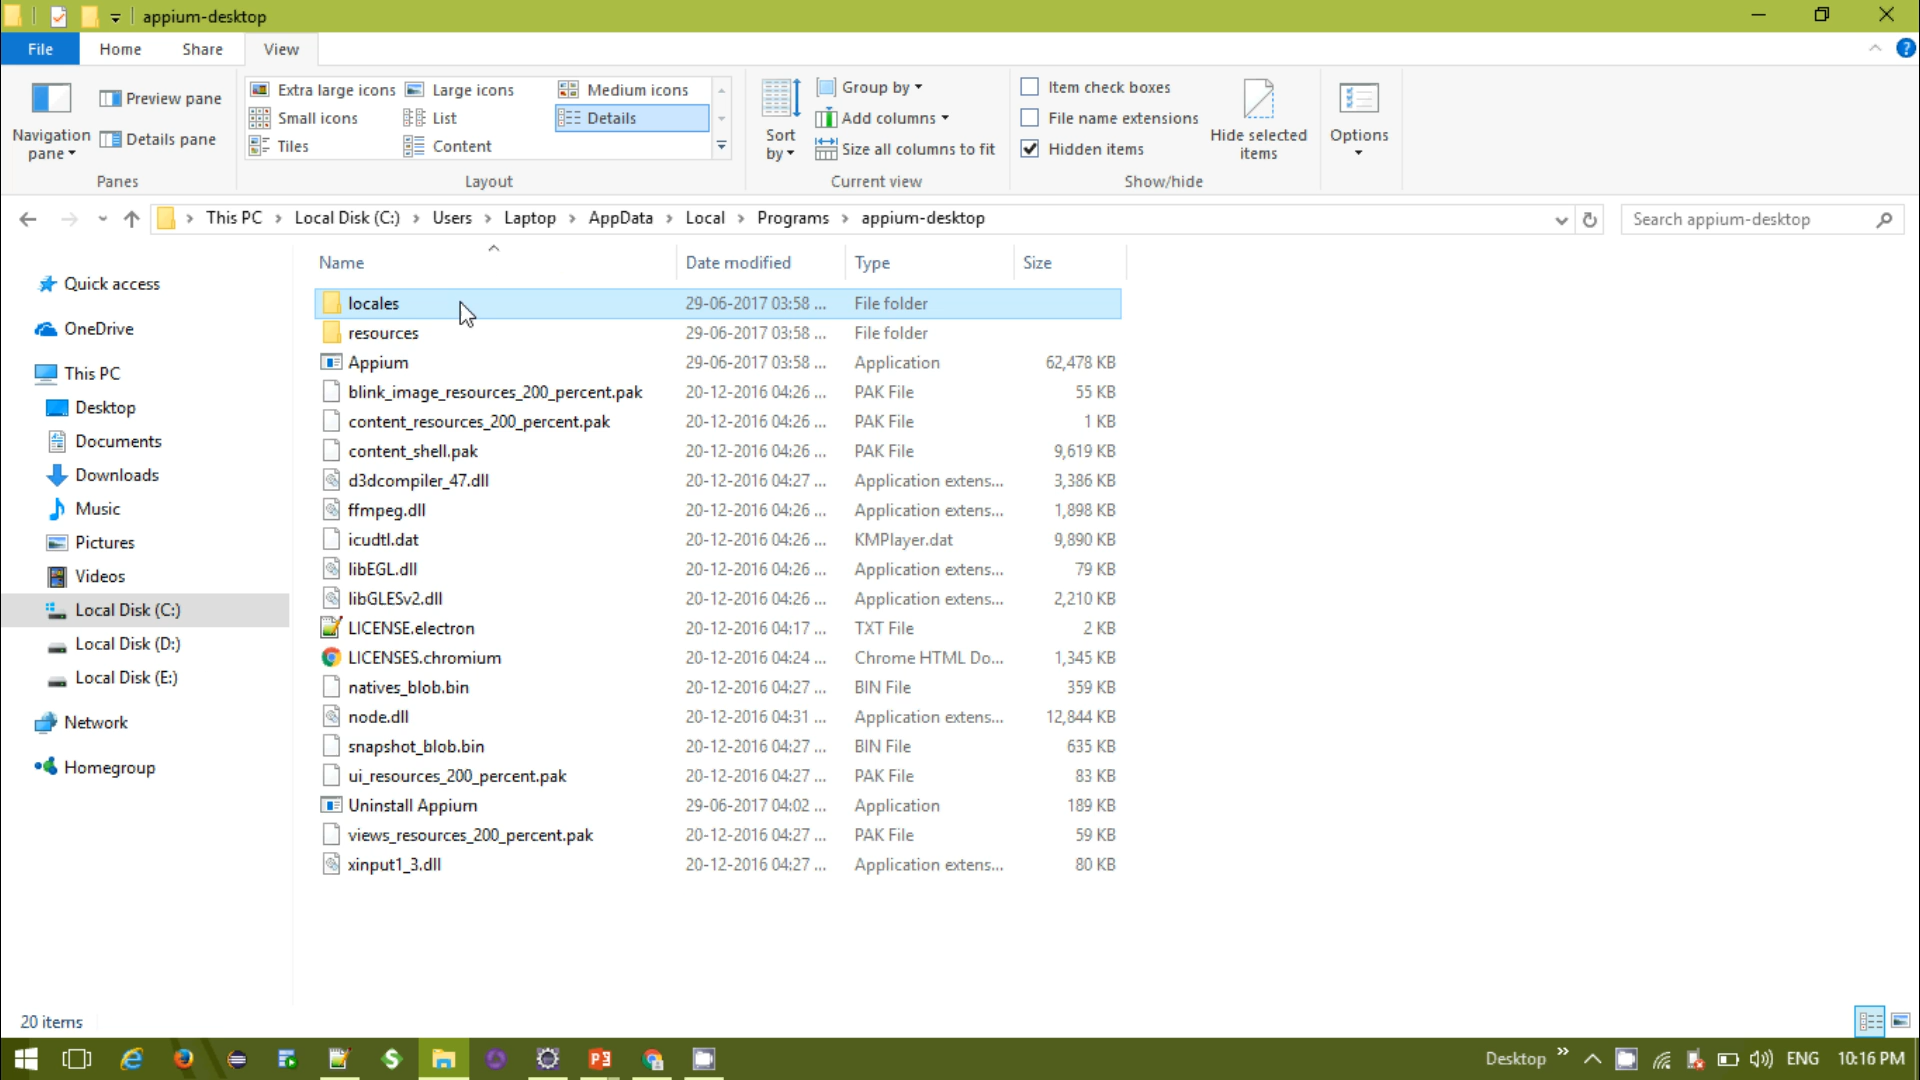 appium-desktop
File Home Share View
Extra large icons Large icons Medium icons
Small icons List Details
Tiles Content
Navigation pane
Preview pane
Details pane
Sort by
Group by
Add columns
Size all columns to fit
Item check boxes
File name extensions
Hidden items
Hide selected items
Options
Panes Layout Current view Show/hide
This PC Local Disk (C:) Users Laptop AppData Local Programs appium-desktop
Search appium-desktop
Name Date modified Type Size
Quick access
OneDrive
This PC
Desktop
Documents
Downloads
Music
Pictures
Videos
Local Disk (C:)
Local Disk (D:)
Local Disk (E:)
Network
Homegroup
locales 29-06-2017 03:58 ... File folder
resources 29-06-2017 03:58 ... File folder
Appium 29-06-2017 03:58 ... Application 62,478 KB
blink_image_resources_200_percent.pak 20-12-2016 04:26 ... PAK File 55 KB
content_resources_200_percent.pak 20-12-2016 04:26 ... PAK File 1 KB
content_shell.pak 20-12-2016 04:26 ... PAK File 9,619 KB
d3dcompiler_47.dll 20-12-2016 04:27 ... Application extens... 3,386 KB
ffmpeg.dll 20-12-2016 04:26 ... Application extens... 1,898 KB
icudtl.dat 20-12-2016 04:26 ... KMPlayer.dat 9,890 KB
libEGL.dll 20-12-2016 04:26 ... Application extens... 79 KB
libGLESv2.dll 20-12-2016 04:26 ... Application extens... 2,210 KB
LICENSE.electron 20-12-2016 04:17 ... TXT File 2 KB
LICENSES.chromium 20-12-2016 04:24 ... Chrome HTML Do... 1,345 KB
natives_blob.bin 20-12-2016 04:27 ... BIN File 359 KB
node.dll 20-12-2016 04:31 ... Application extens... 12,844 KB
snapshot_blob.bin 20-12-2016 04:27 ... BIN File 635 KB
ui_resources_200_percent.pak 20-12-2016 04:27 ... PAK File 83 KB
Uninstall Appium 29-06-2017 04:02 ... Application 189 KB
views_resources_200_percent.pak 20-12-2016 04:27 ... PAK File 59 KB
xinput1_3.dll 20-12-2016 04:27 ... Application extens... 80 KB
20 items
Desktop ENG 10:16 PM